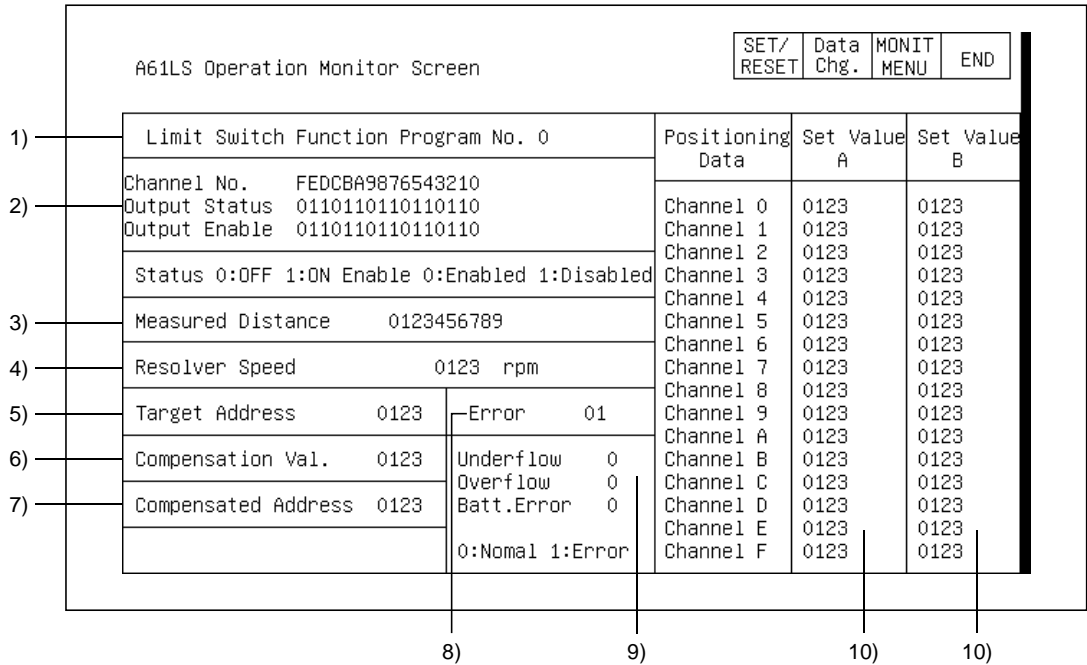 A61LS Operation Monitor Screen
SET/ RESET
Data Chg.
MONIT MENU
END
1)
Limit Switch Function Program No. 0
Channel No. FEDCBA9876543210
2)
Output Status 0110110110110110
Output Enable 0110110110110110
Status 0:OFF 1:ON Enable 0:Enabled 1:Disabled
3)
Measured Distance 0123456789
4)
Resolver Speed 0123 rpm
5)
Target Address 0123
6)
Compensation Val. 0123
7)
Compensated Address 0123
Error 01
Underflow 0
Overflow 0
Batt.Error 0
0:Nomal 1:Error
Positioning Data Set Value A Set Value B
Channel 0 0123 0123
Channel 1 0123 0123
Channel 2 0123 0123
Channel 3 0123 0123
Channel 4 0123 0123
Channel 5 0123 0123
Channel 6 0123 0123
Channel 7 0123 0123
Channel 8 0123 0123
Channel 9 0123 0123
Channel A 0123 0123
Channel B 0123 0123
Channel C 0123 0123
Channel D 0123 0123
Channel E 0123 0123
Channel F 0123 0123
8) 9) 10) 10)